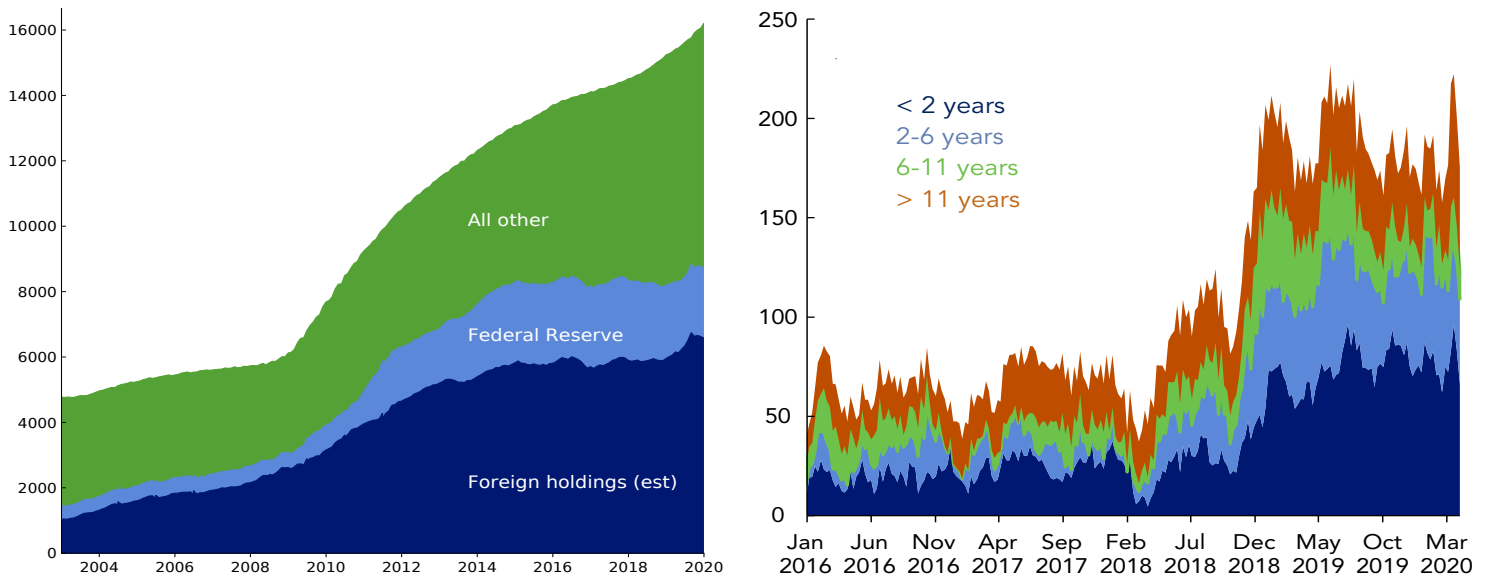 16000
14000
12000
10000
8000
6000
4000
2000
0
All other
Federal Reserve
Foreign holdings (est)
2004 2006 2008 2010 2012 2014 2016 2018 2020
250
200
150
100
50
0
< 2 years
2-6 years
6-11 years
> 11 years
Jan Jun Nov Apr Sep Feb Jul Dec May Oct Mar
2016 2016 2016 2017 2017 2018 2018 2018 2019 2019 2020